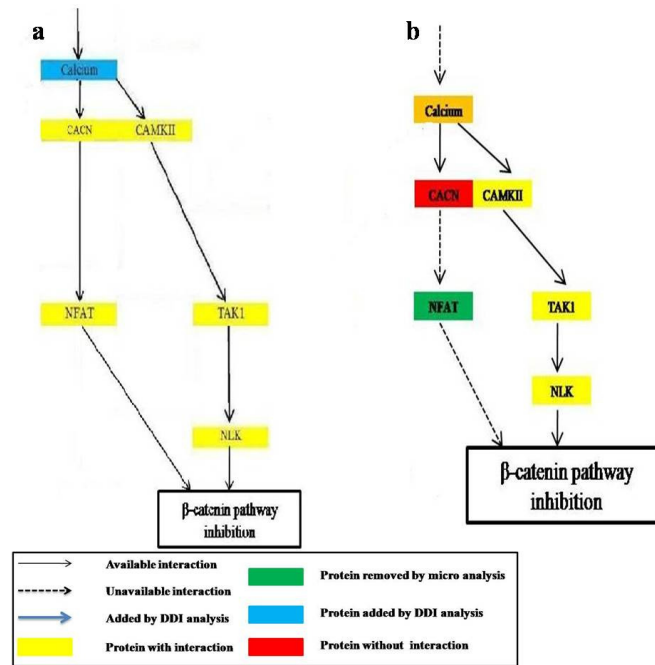 a
Calcium
CACN CAMKII
NFAT TAK1
NLK
β-catenin pathway
inhibition
b
Calcium
CACN CAMKII
NFAT TAK1
NLK
β-catenin pathway
inhibition
Available interaction
Unavailable interaction
Added by DDI analysis
Protein with interaction
Protein removed by micro analysis
Protein added by DDI analysis
Protein without interaction